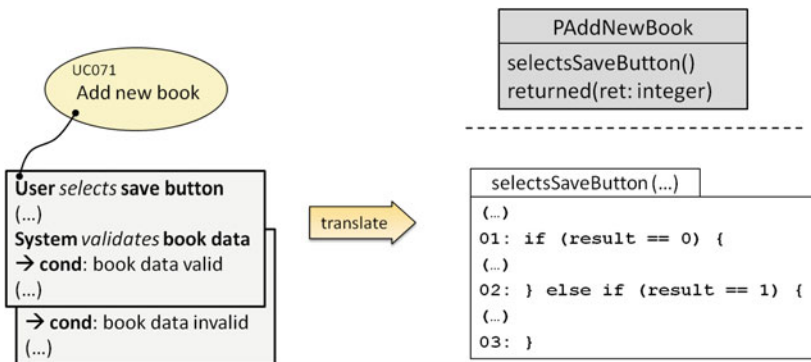 UC071
Add new book
User selects save button
(...)
System validates book data
→ cond: book data valid
(...)
→ cond: book data invalid
(...)
translate
PAddNewBook
selectsSaveButton()
returned(ret: integer)
selectsSaveButton (...)
(...)
01: if (result == 0) {
(...)
02: } else if (result == 1) {
(...)
03: }